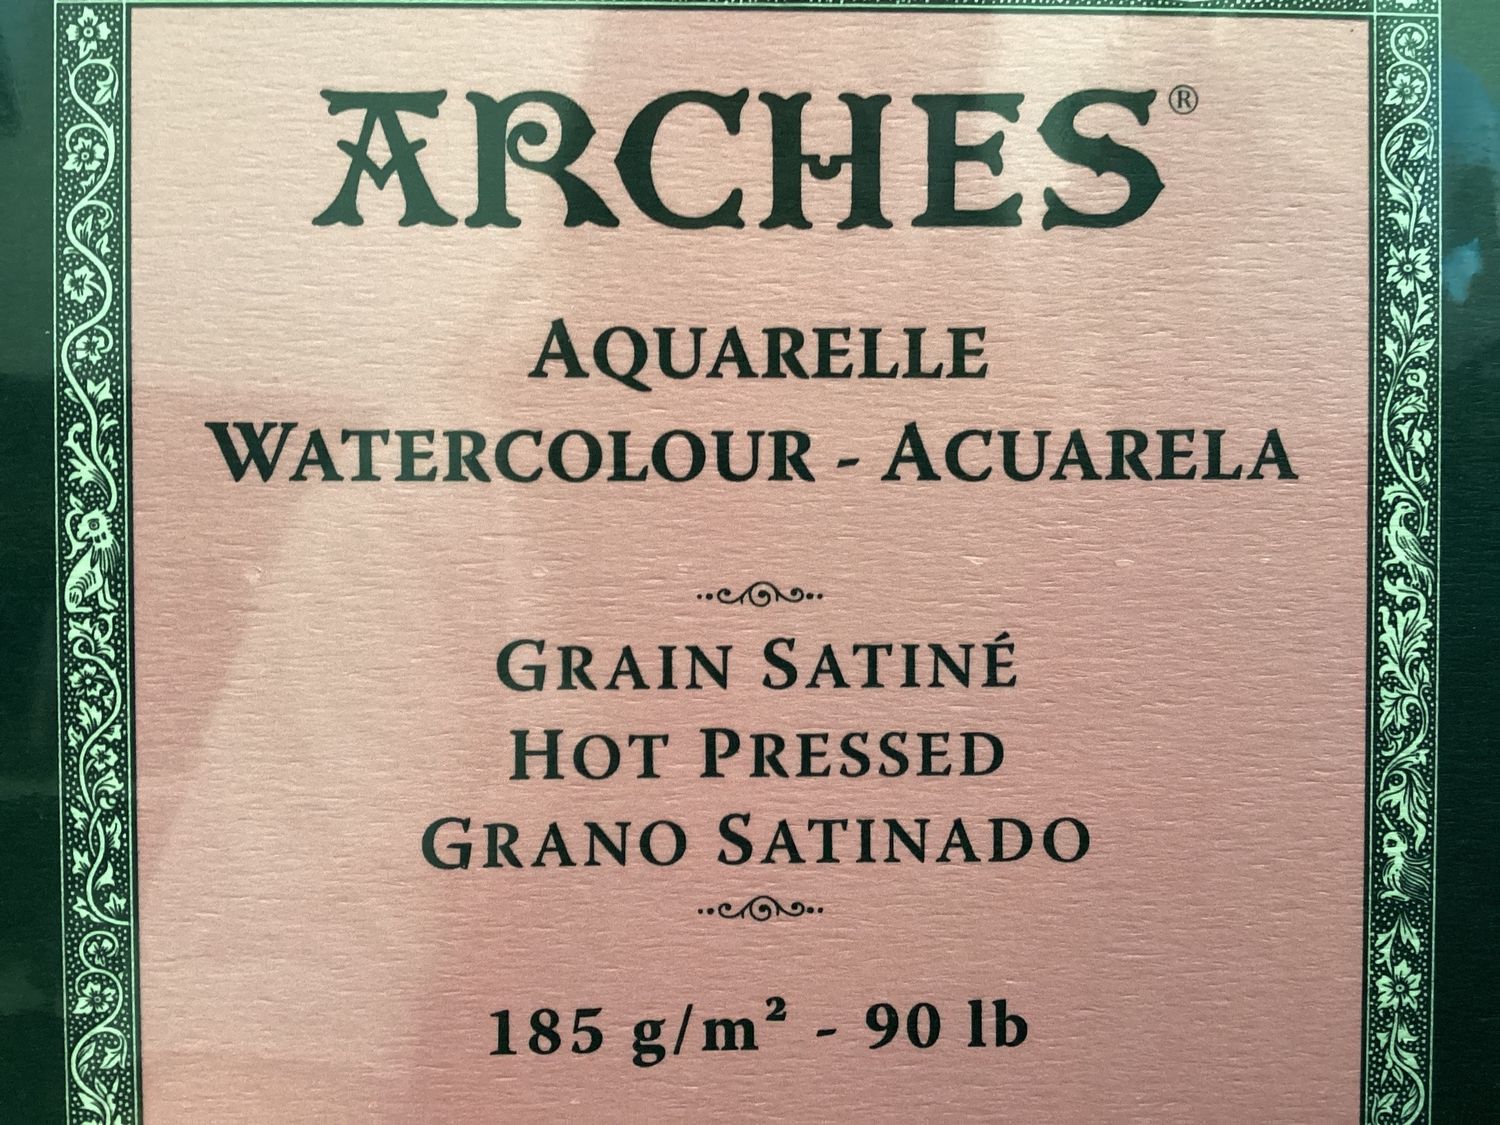 ARCHES®
AQUARELLE
WATERCOLOUR - ACUARELA
GRAIN SATINÉ
HOT PRESSED
GRANO SATINADO
185 g/m² - 90 lb